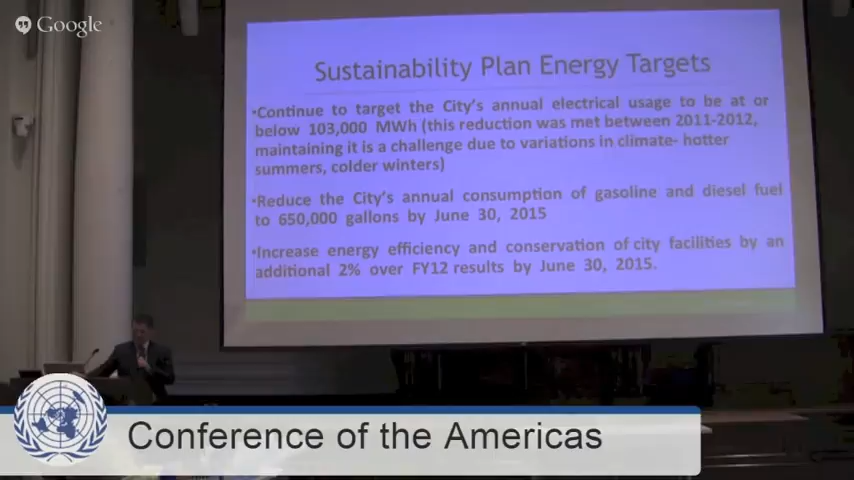 Google
Sustainability Plan Energy Targets
•Continue to target the City's annual electrical usage to be at or
below 103,000 MWh (this reduction was met between 2011-2012,
maintaining it is a challenge due to variations in climate- hotter
summers, colder winters)
•Reduce the City's annual consumption of gasoline and diesel fuel
to 650,000 gallons by June 30, 2015
•Increase energy efficiency and conservation of city facilities by an
additional 2% over FY12 results by June 30, 2015.
Conference of the Americas